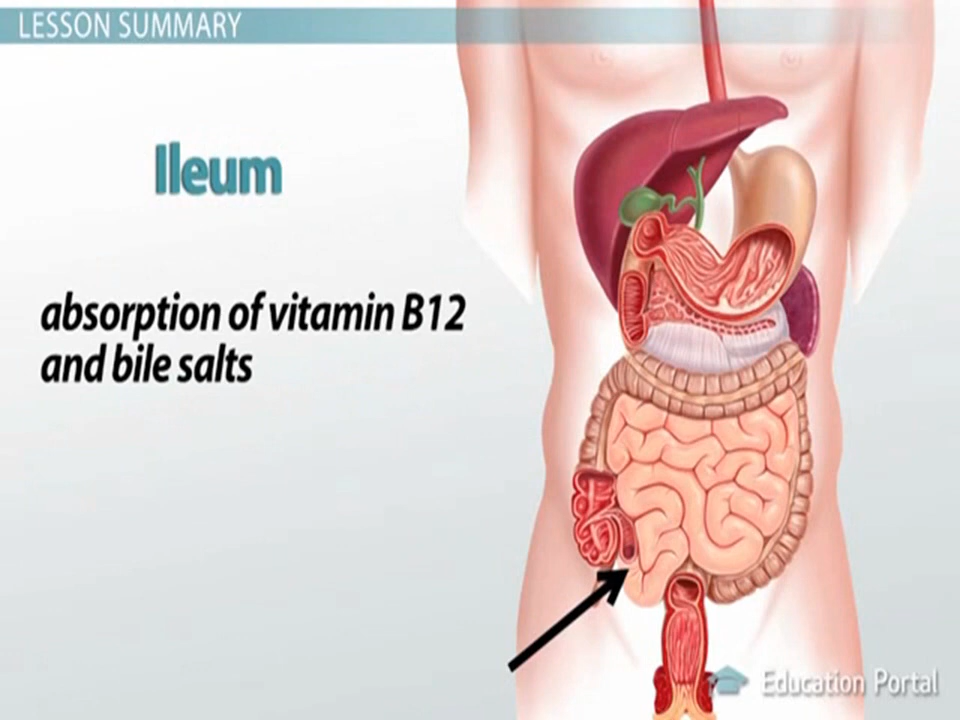 LESSON SUMMARY
Ileum
absorption of vitamin B12
and bile salts
Education Portal